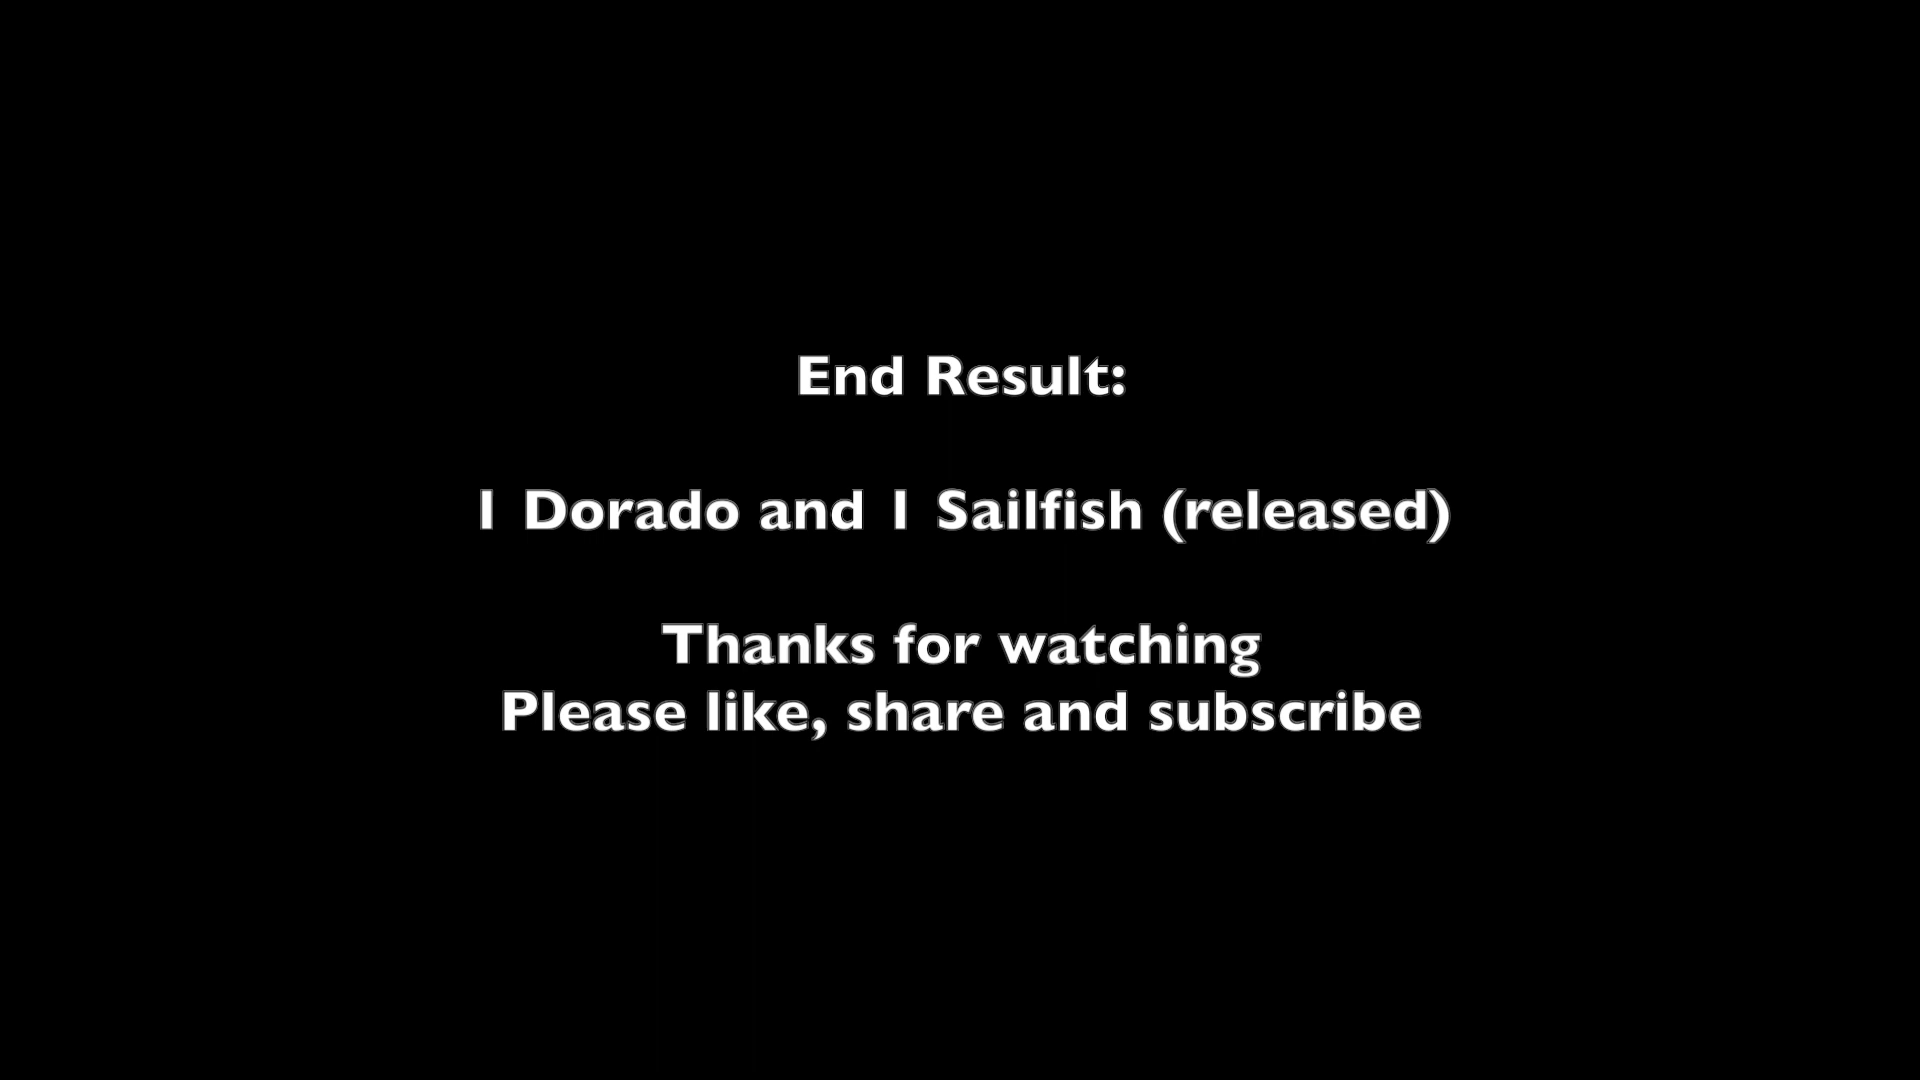 End Result:
1 Dorado and 1 Sailfish (released)
Thanks for watching
Please like, share and subscribe